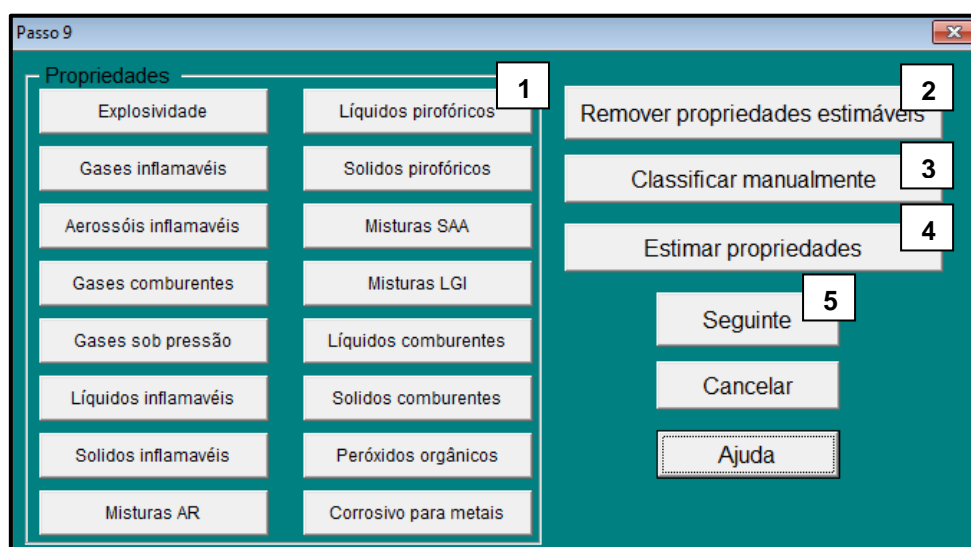 Passo 9
Propriedades
1
Explosividade
Líquidos pirofóricos
Gases inflamavéis
Solidos pirofóricos
Aerossóis inflamavéis
Misturas SAA
Gases comburentes
Misturas LGI
Gases sob pressão
Líquidos comburentes
Líquidos inflamavéis
Solidos comburentes
Solidos inflamavéis
Peróxidos orgânicos
Misturas AR
Corrosivo para metais
2
Remover propriedades estimáveis
3
Classificar manualmente
4
Estimar propriedades
5
Seguinte
Cancelar
Ajuda